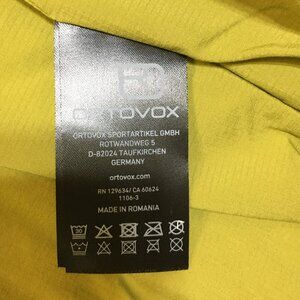 ORTOVOX
ORTOVOX SPORTARTIKEL GMBH
ROTWANDWEG 5
D-82024 TAUFKIRCHEN
GERMANY
ortovox.com
RN 129634/ CA 60624
1106-3
MADE IN ROMANIA
30